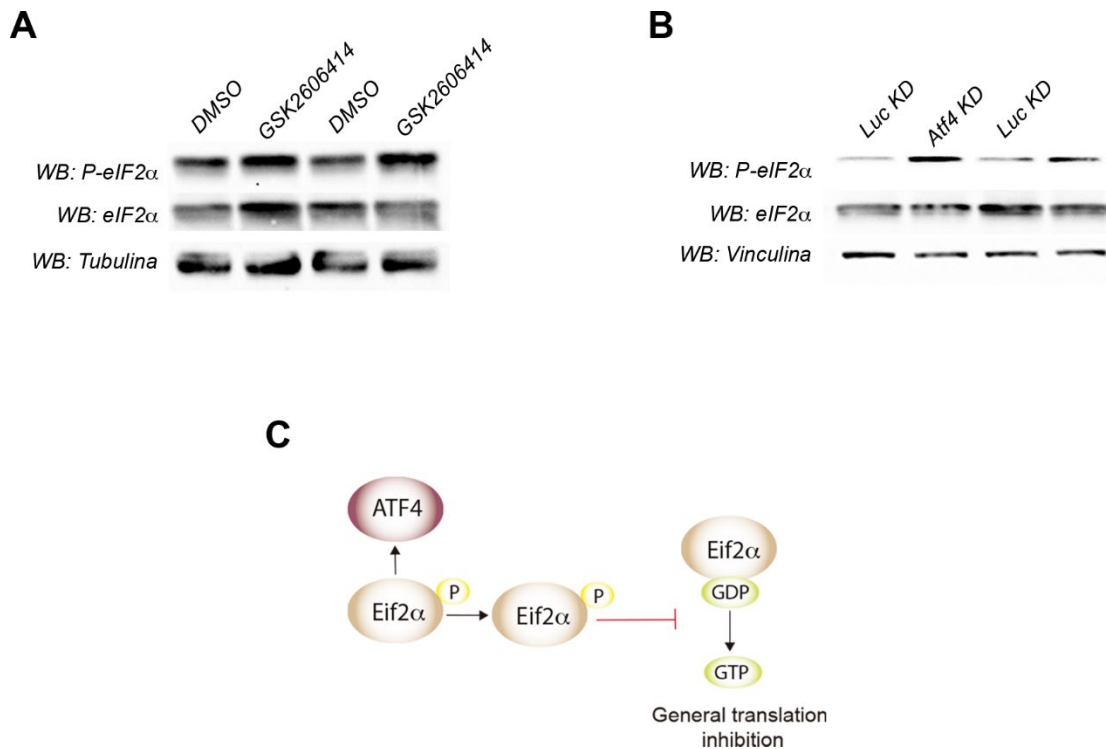 A
DMSO
GSK2606414
DMSO
GSK2606414
WB: P-eIF2α
WB: eIF2α
WB: Tubulina
B
Luc KD
Atf4 KD
Luc KD
WB: P-eIF2α
WB: eIF2α
WB: Vinculina
C
ATF4
Eif2α
P
Eif2α
P
Eif2α
GDP
GTP
General translation
inhibition